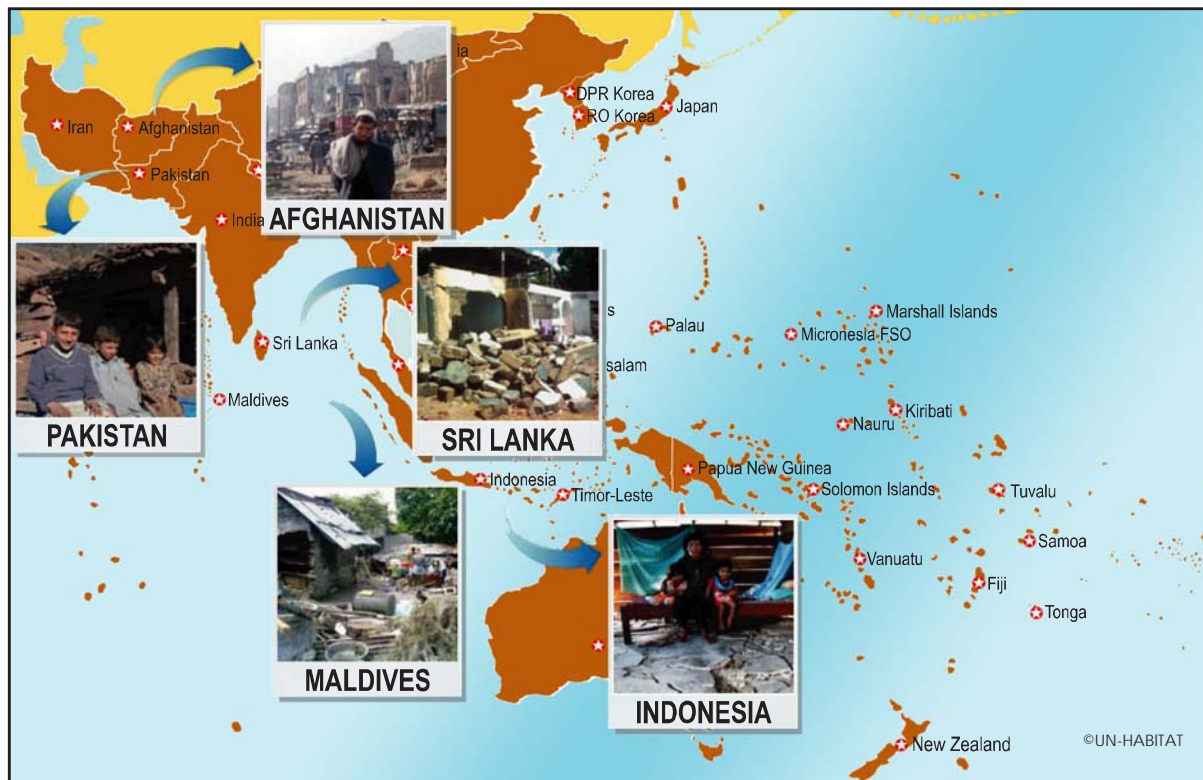 ia
DPR Korea
RO Korea
Japan
Iran
Afghanistan
Pakistan
India
AFGHANISTAN
Marshall Islands
s
Palau
Micronesia FSO
Sri Lanka
salam
Maldives
Kiribati
Nauru
PAKISTAN
SRI LANKA
Papua New Guinea
Indonesia
Timor-Leste
Solomon Islands
Tuvalu
Samoa
Vanuatu
Fiji
Tonga
MALDIVES
INDONESIA
New Zealand
©UN-HABITAT